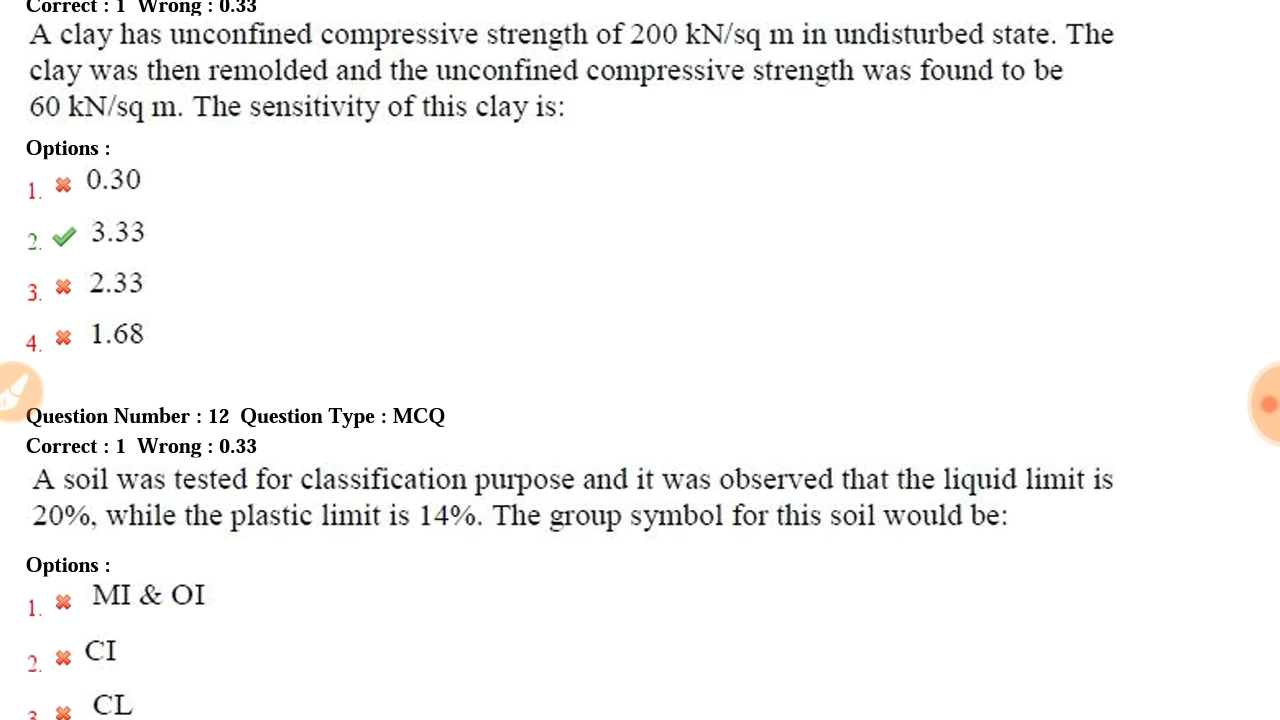 Correct : 1 Wrong : 0.33
A clay has unconfined compressive strength of 200 kN/sq m in undisturbed state. The
clay was then remolded and the unconfined compressive strength was found to be
60 kN/sq m. The sensitivity of this clay is:
Options :
1. 0.30
2. 3.33
3. 2.33
4. 1.68
Question Number : 12 Question Type : MCQ
Correct : 1 Wrong : 0.33
A soil was tested for classification purpose and it was observed that the liquid limit is
20%, while the plastic limit is 14%. The group symbol for this soil would be:
Options :
1. MI & OI
2. CI
3. CL